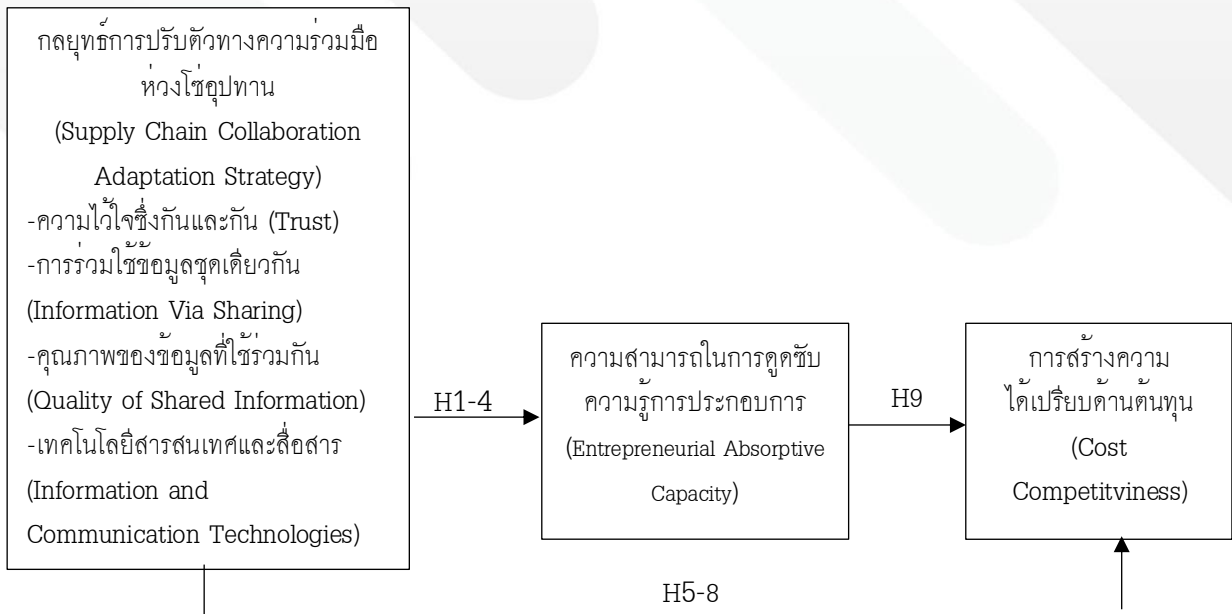 กลยุทธ์การปรับตัวทางความร่วมมือ
ห่วงโซ่อุปทาน
(Supply Chain Collaboration
Adaptation Strategy)
-ความไว้ใจซึ่งกันและกัน (Trust)
-การร่วมใช้ข้อมูลชุดเดียวกัน
(Information Via Sharing)
-คุณภาพของข้อมูลที่ใช้ร่วมกัน
(Quality of Shared Information)
-เทคโนโลยีสารสนเทศและสื่อสาร
(Information and
Communication Technologies)
H1-4
ความสามารถในการดูดซับ
ความรู้การประกอบการ
(Entrepreneurial Absorptive
Capacity)
H9
การสร้างความ
ได้เปรียบด้านต้นทุน
(Cost
Competitviness)
H5-8